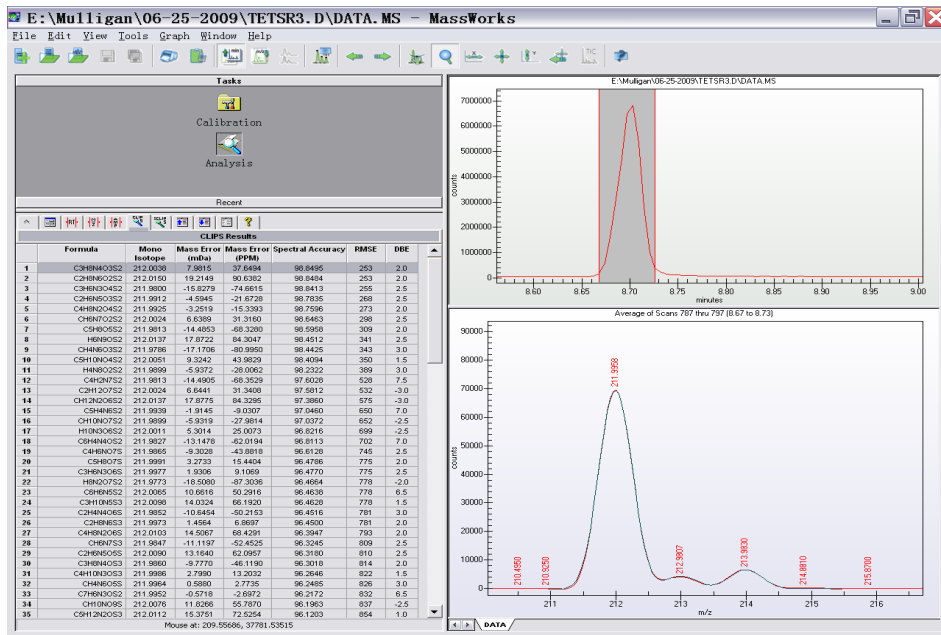 E:\Mulligan\06-25-2009\TETSR3.D\DATA.MS - MassWorks
File Edit View Tools Graph Window Help
Tasks
Calibration
Analysis
Recent
CLIPS Results
Formula Mono Isotope Mass Error (mDa) Mass Error (PPM) Spectral Accuracy RMSE DBE
1 C3H8N4O3S2 212.0038 7.9815 37.6494 98.8495 253 2.0
2 C2H8N6O2S2 212.0150 19.2149 90.6382 98.8484 253 2.0
3 C3H6N3O4S2 211.9800 -15.8279 -74.6615 98.8413 255 2.5
4 C2H6N5O3S2 211.9912 -4.5945 -21.6728 98.7835 268 2.5
5 C4H8N2O4S2 211.9925 -3.2519 -15.3393 98.7596 273 2.0
6 CH6N7O2S2 212.0024 6.6389 31.3160 98.6463 298 2.5
7 C5H8O5S2 211.9813 -14.4853 -68.3280 98.5958 309 2.0
8 H6N9OS2 212.0137 17.8722 84.3047 98.4512 341 2.5
9 CH4N6O3S2 211.9786 -17.1706 -80.9950 98.4425 343 3.0
10 C5H10NO4S2 212.0051 9.3242 43.9829 98.4094 350 1.5
11 H4N8O2S2 211.9899 -5.9372 -28.0062 98.2322 389 3.0
12 C4H2N7S2 211.9813 -14.4905 -68.3529 97.6028 528 7.5
13 C2H12O7S2 212.0024 6.6441 31.3408 97.5812 532 -3.0
14 CH12N2O6S2 212.0137 17.8775 84.3295 97.3860 575 -3.0
15 C5H4N6S2 211.9939 -1.9145 -9.0307 97.0460 650 7.0
16 CH10NO7S2 211.9899 -5.9319 -27.9814 97.0372 652 -2.5
17 H10N3O6S2 212.0011 5.3014 25.0073 96.8216 699 -2.5
18 C6H4N4OS2 211.9827 -13.1478 -62.0194 96.8113 702 7.0
19 C4H6NO7S 211.9865 -9.3028 -43.8818 96.6128 745 2.5
20 C5H8O7S 211.9991 3.2733 15.4404 96.4786 775 2.0
21 C3H6N3O6S 211.9977 1.9306 9.1069 96.4770 775 2.5
22 H8N2O7S2 211.9773 -18.5080 -87.3036 96.4664 778 -2.0
23 C6H6N5S2 212.0065 10.6616 50.2916 96.4638 778 6.5
24 C3H10N5S3 212.0098 14.0324 66.1920 96.4628 778 1.5
25 C2H4N4O6S 211.9852 -10.6454 -50.2153 96.4516 781 3.0
26 C2H8N6S3 211.9973 1.4564 6.8697 96.4500 781 2.0
27 C4H8N2O6S 212.0103 14.5067 68.4291 96.3947 793 2.0
28 CH6N7S3 211.9847 -11.1197 -52.4525 96.3245 809 2.5
29 C2H6N5O5S 212.0090 13.1640 62.0957 96.3180 810 2.5
30 C3H8N4OS3 211.9860 -9.7770 -46.1190 96.3018 814 2.0
31 C4H10N3OS3 211.9986 2.7990 13.2032 96.2646 822 1.5
32 CH4N6O5S 211.9964 0.5880 2.7735 96.2485 826 3.0
33 C7H6N3OS2 211.9952 -0.5718 -2.6972 96.2172 832 6.5
34 CH10NO9S 212.0076 11.8266 55.7870 96.1963 837 -2.5
35 C5H12N2OS3 212.0112 15.3751 72.5254 96.1203 854 1.0
Mouse at: 209.55686, 37781.53515
E:\Mulligan\06-25-2009\TETSR3.D\DATA.MS
7000000
6000000
5000000
4000000
3000000
2000000
1000000
0
counts
8.60 8.65 8.70 8.75 8.80 8.85 8.90 8.95 9.00
minutes
Average of Scans 787 thru 797 (8.67 to 8.73)
90000
80000
70000
60000
50000
40000
30000
20000
10000
0
counts
210.4950
210.9250
211.9958
212.9807
213.9830
214.8810
215.8700
211 212 213 214 215 216
m/z
DATA